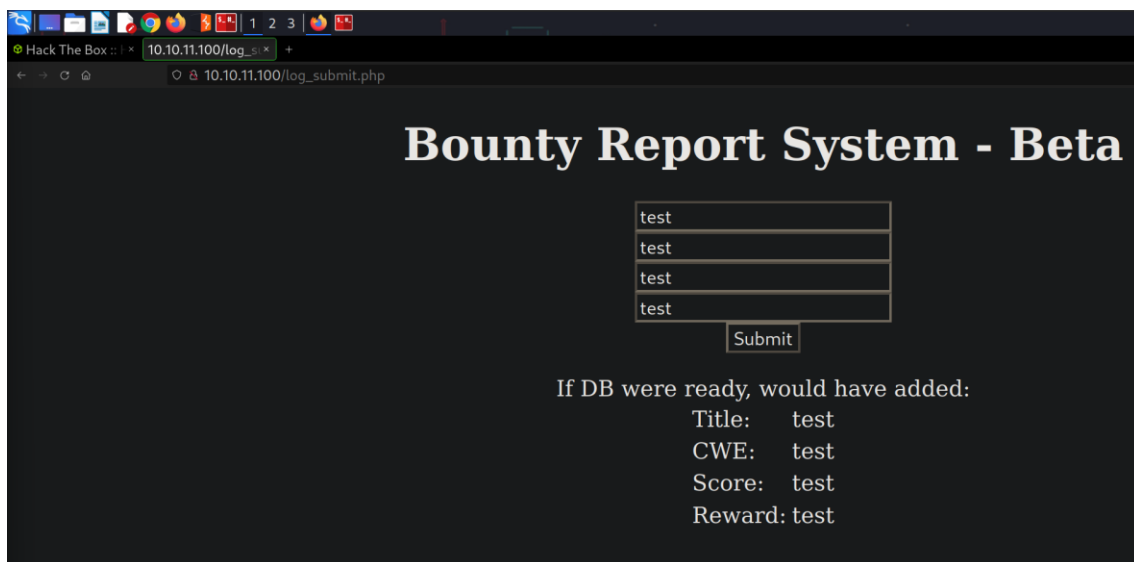 1 2 3
Hack The Box :: 
10.10.11.100/log_s
10.10.11.100/log_submit.php
Bounty Report System - Beta
test
test
test
test
Submit
If DB were ready, would have added:
Title: test
CWE: test
Score: test
Reward: test